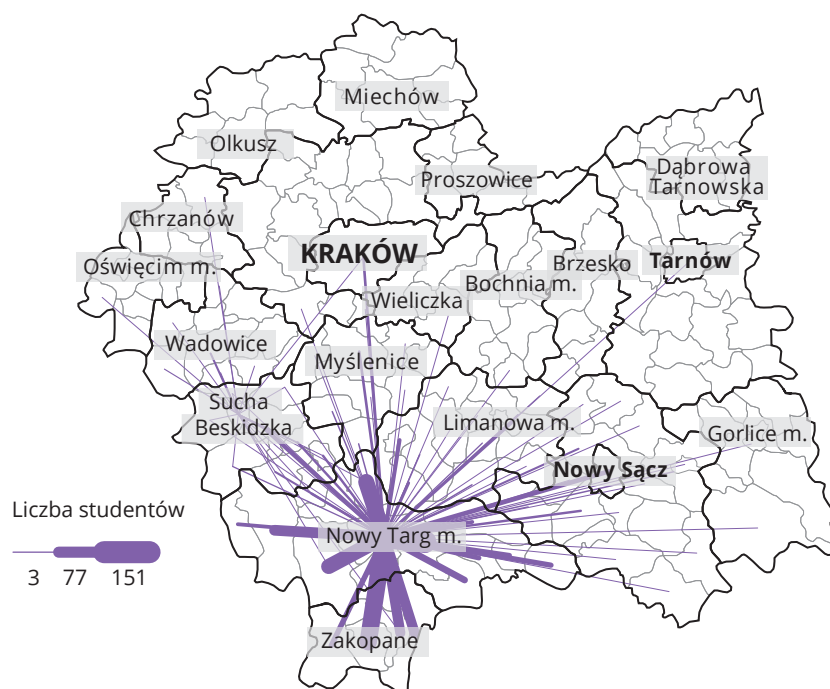 Miechów
Olkusz
Proszowice
Dąbrowa
Tarnowska
Chrzanów
KRAKÓW
Oświęcim m.
Tarnów
Brzesko
Bochnia m.
Wieliczka
Wadowice
Myślenice
Sucha
Beskidzka
Limanowa m.
Gorlice m.
Nowy Sącz
Liczba studentów
3 77 151
Nowy Targ m.
Zakopane